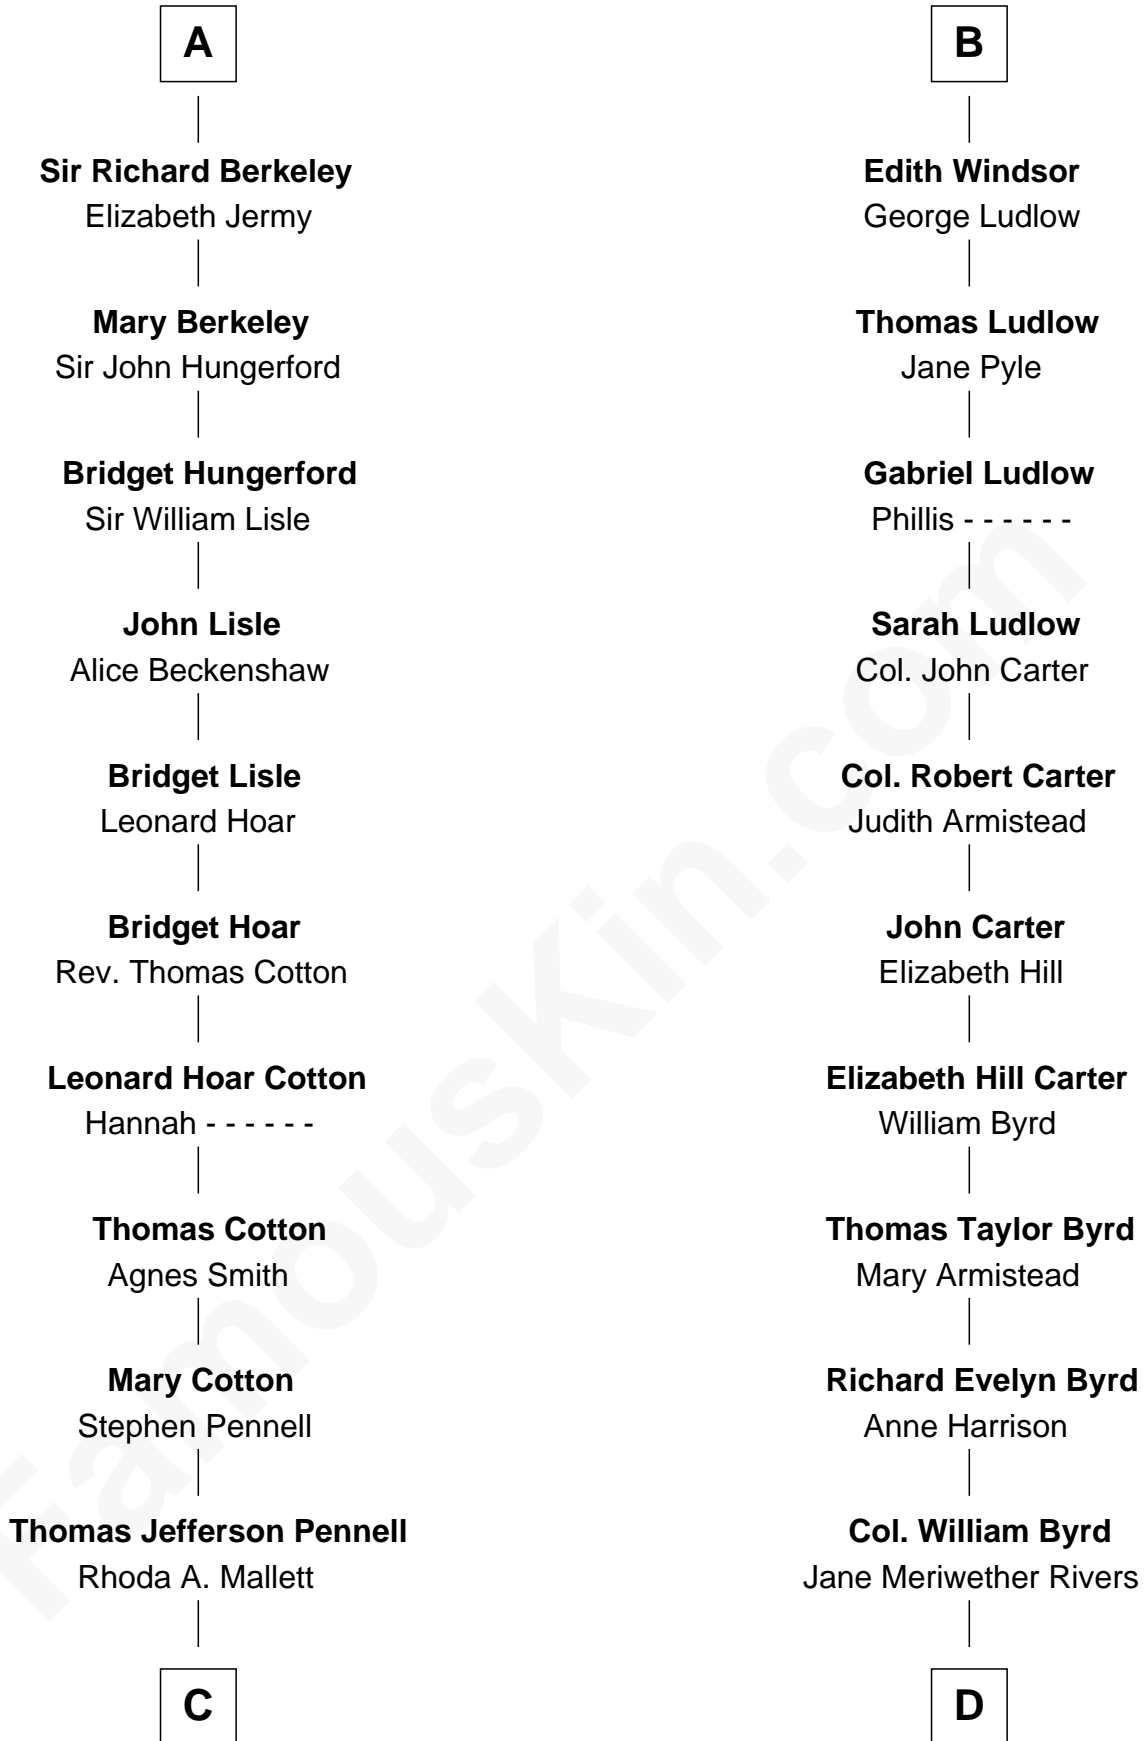 A
Sir Richard Berkeley
Elizabeth Jermy
Mary Berkeley
Sir John Hungerford
Bridget Hungerford
Sir William Lisle
John Lisle
Alice Beckenshaw
Bridget Lisle
Leonard Hoar
Bridget Hoar
Rev. Thomas Cotton
Leonard Hoar Cotton
Hannah - - - - - -
Thomas Cotton
Agnes Smith
Mary Cotton
Stephen Pennell
Thomas Jefferson Pennell
Rhoda A. Mallett
C
B
Edith Windsor
George Ludlow
Thomas Ludlow
Jane Pyle
Gabriel Ludlow
Phillis - - - - - -
Sarah Ludlow
Col. John Carter
Col. Robert Carter
Judith Armistead
John Carter
Elizabeth Hill
Elizabeth Hill Carter
William Byrd
Thomas Taylor Byrd
Mary Armistead
Richard Evelyn Byrd
Anne Harrison
Col. William Byrd
Jane Meriwether Rivers
D
FamousKin.com